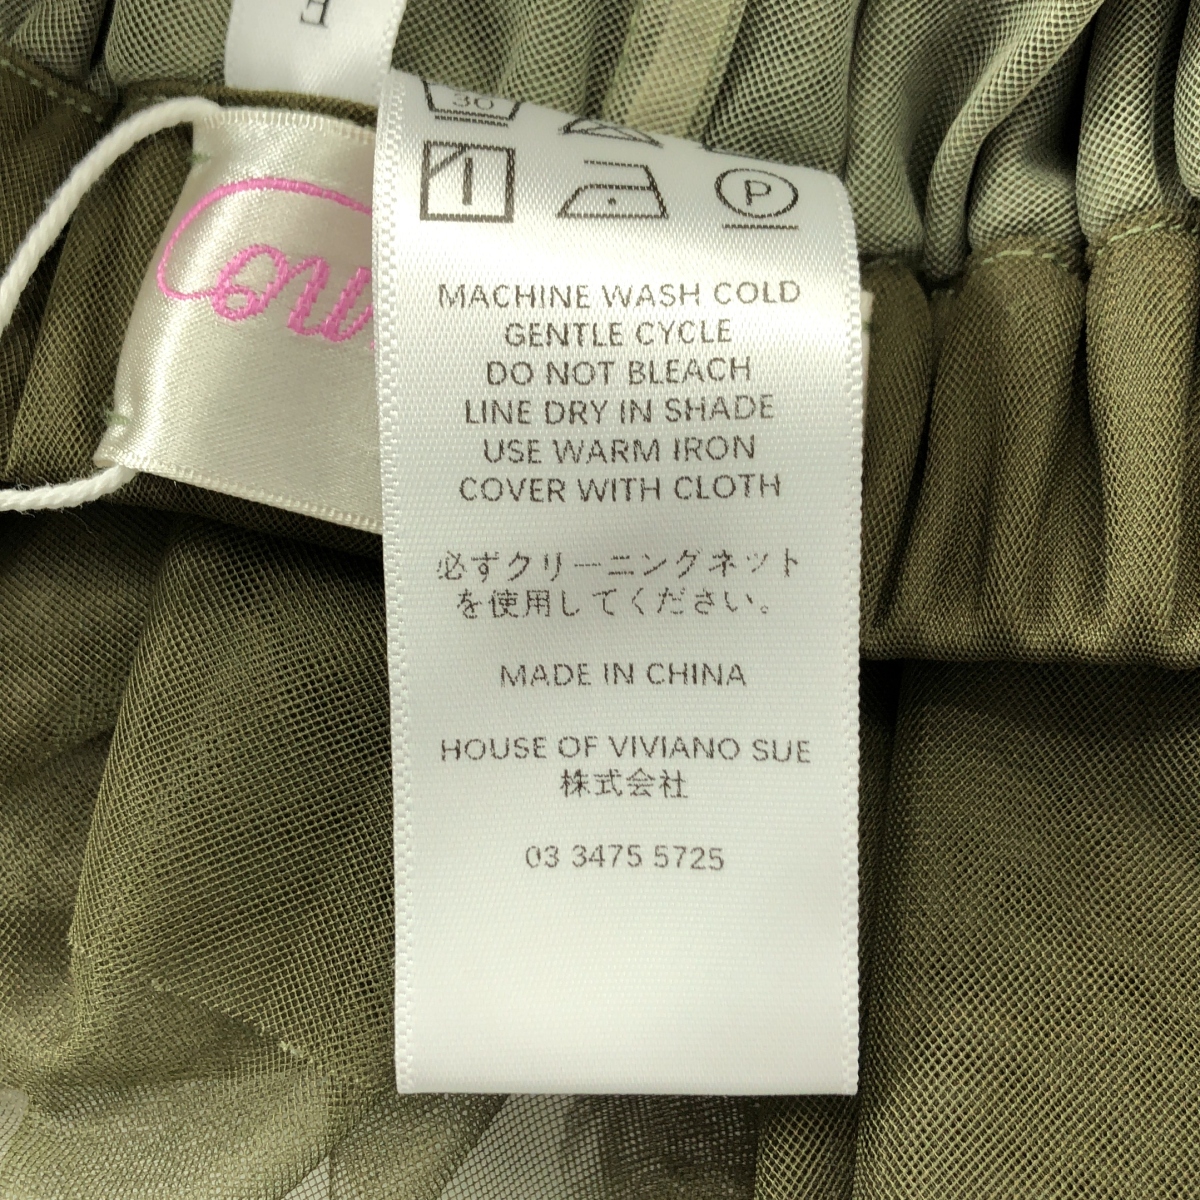 30
P
MACHINE WASH COLD
GENTLE CYCLE
DO NOT BLEACH
LINE DRY IN SHADE
USE WARM IRON
COVER WITH CLOTH
必ずクリーニングネット
を使用してください。
MADE IN CHINA
HOUSE OF VIVIANO SUE
株式会社
03 3475 5725